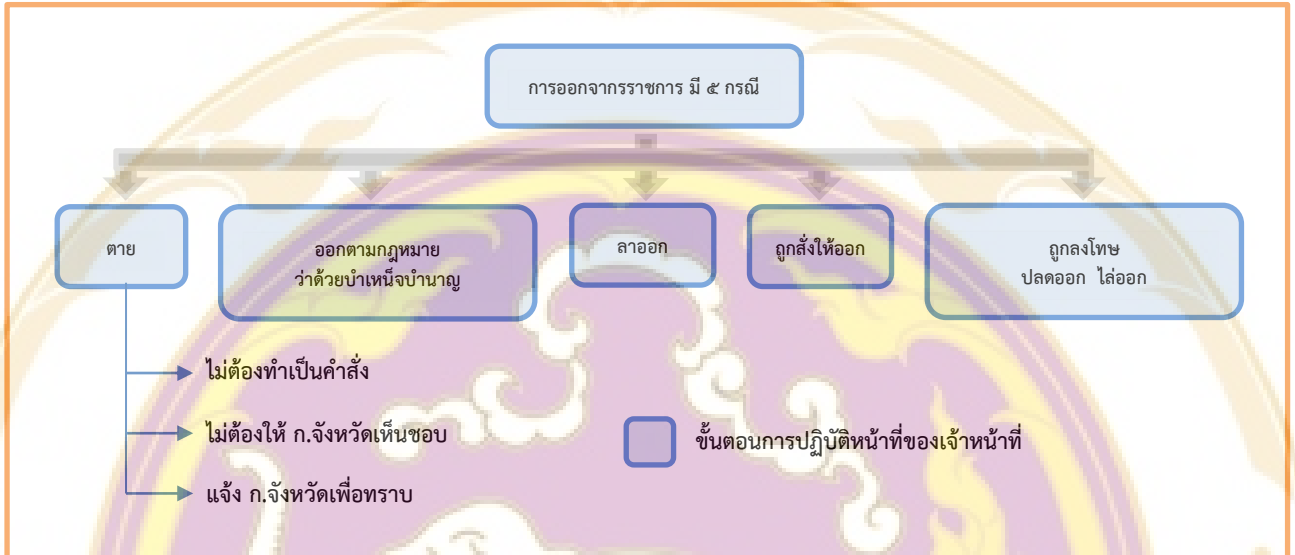 การออกจากรราชการ มี ๕ กรณี
ตาย
ออกตามกฎหมาย
ว่าด้วยบำเหน็จบำนาญ
ลาออก
ถูกสั่งให้ออก
ถูกลงโทษ
ปลดออก ไล่ออก
ไม่ต้องทำเป็นคำสั่ง
ไม่ต้องให้ ก.จังหวัดเห็นชอบ
แจ้ง ก.จังหวัดเพื่อทราบ
ขั้นตอนการปฏิบัติหน้าที่ของเจ้าหน้าที่